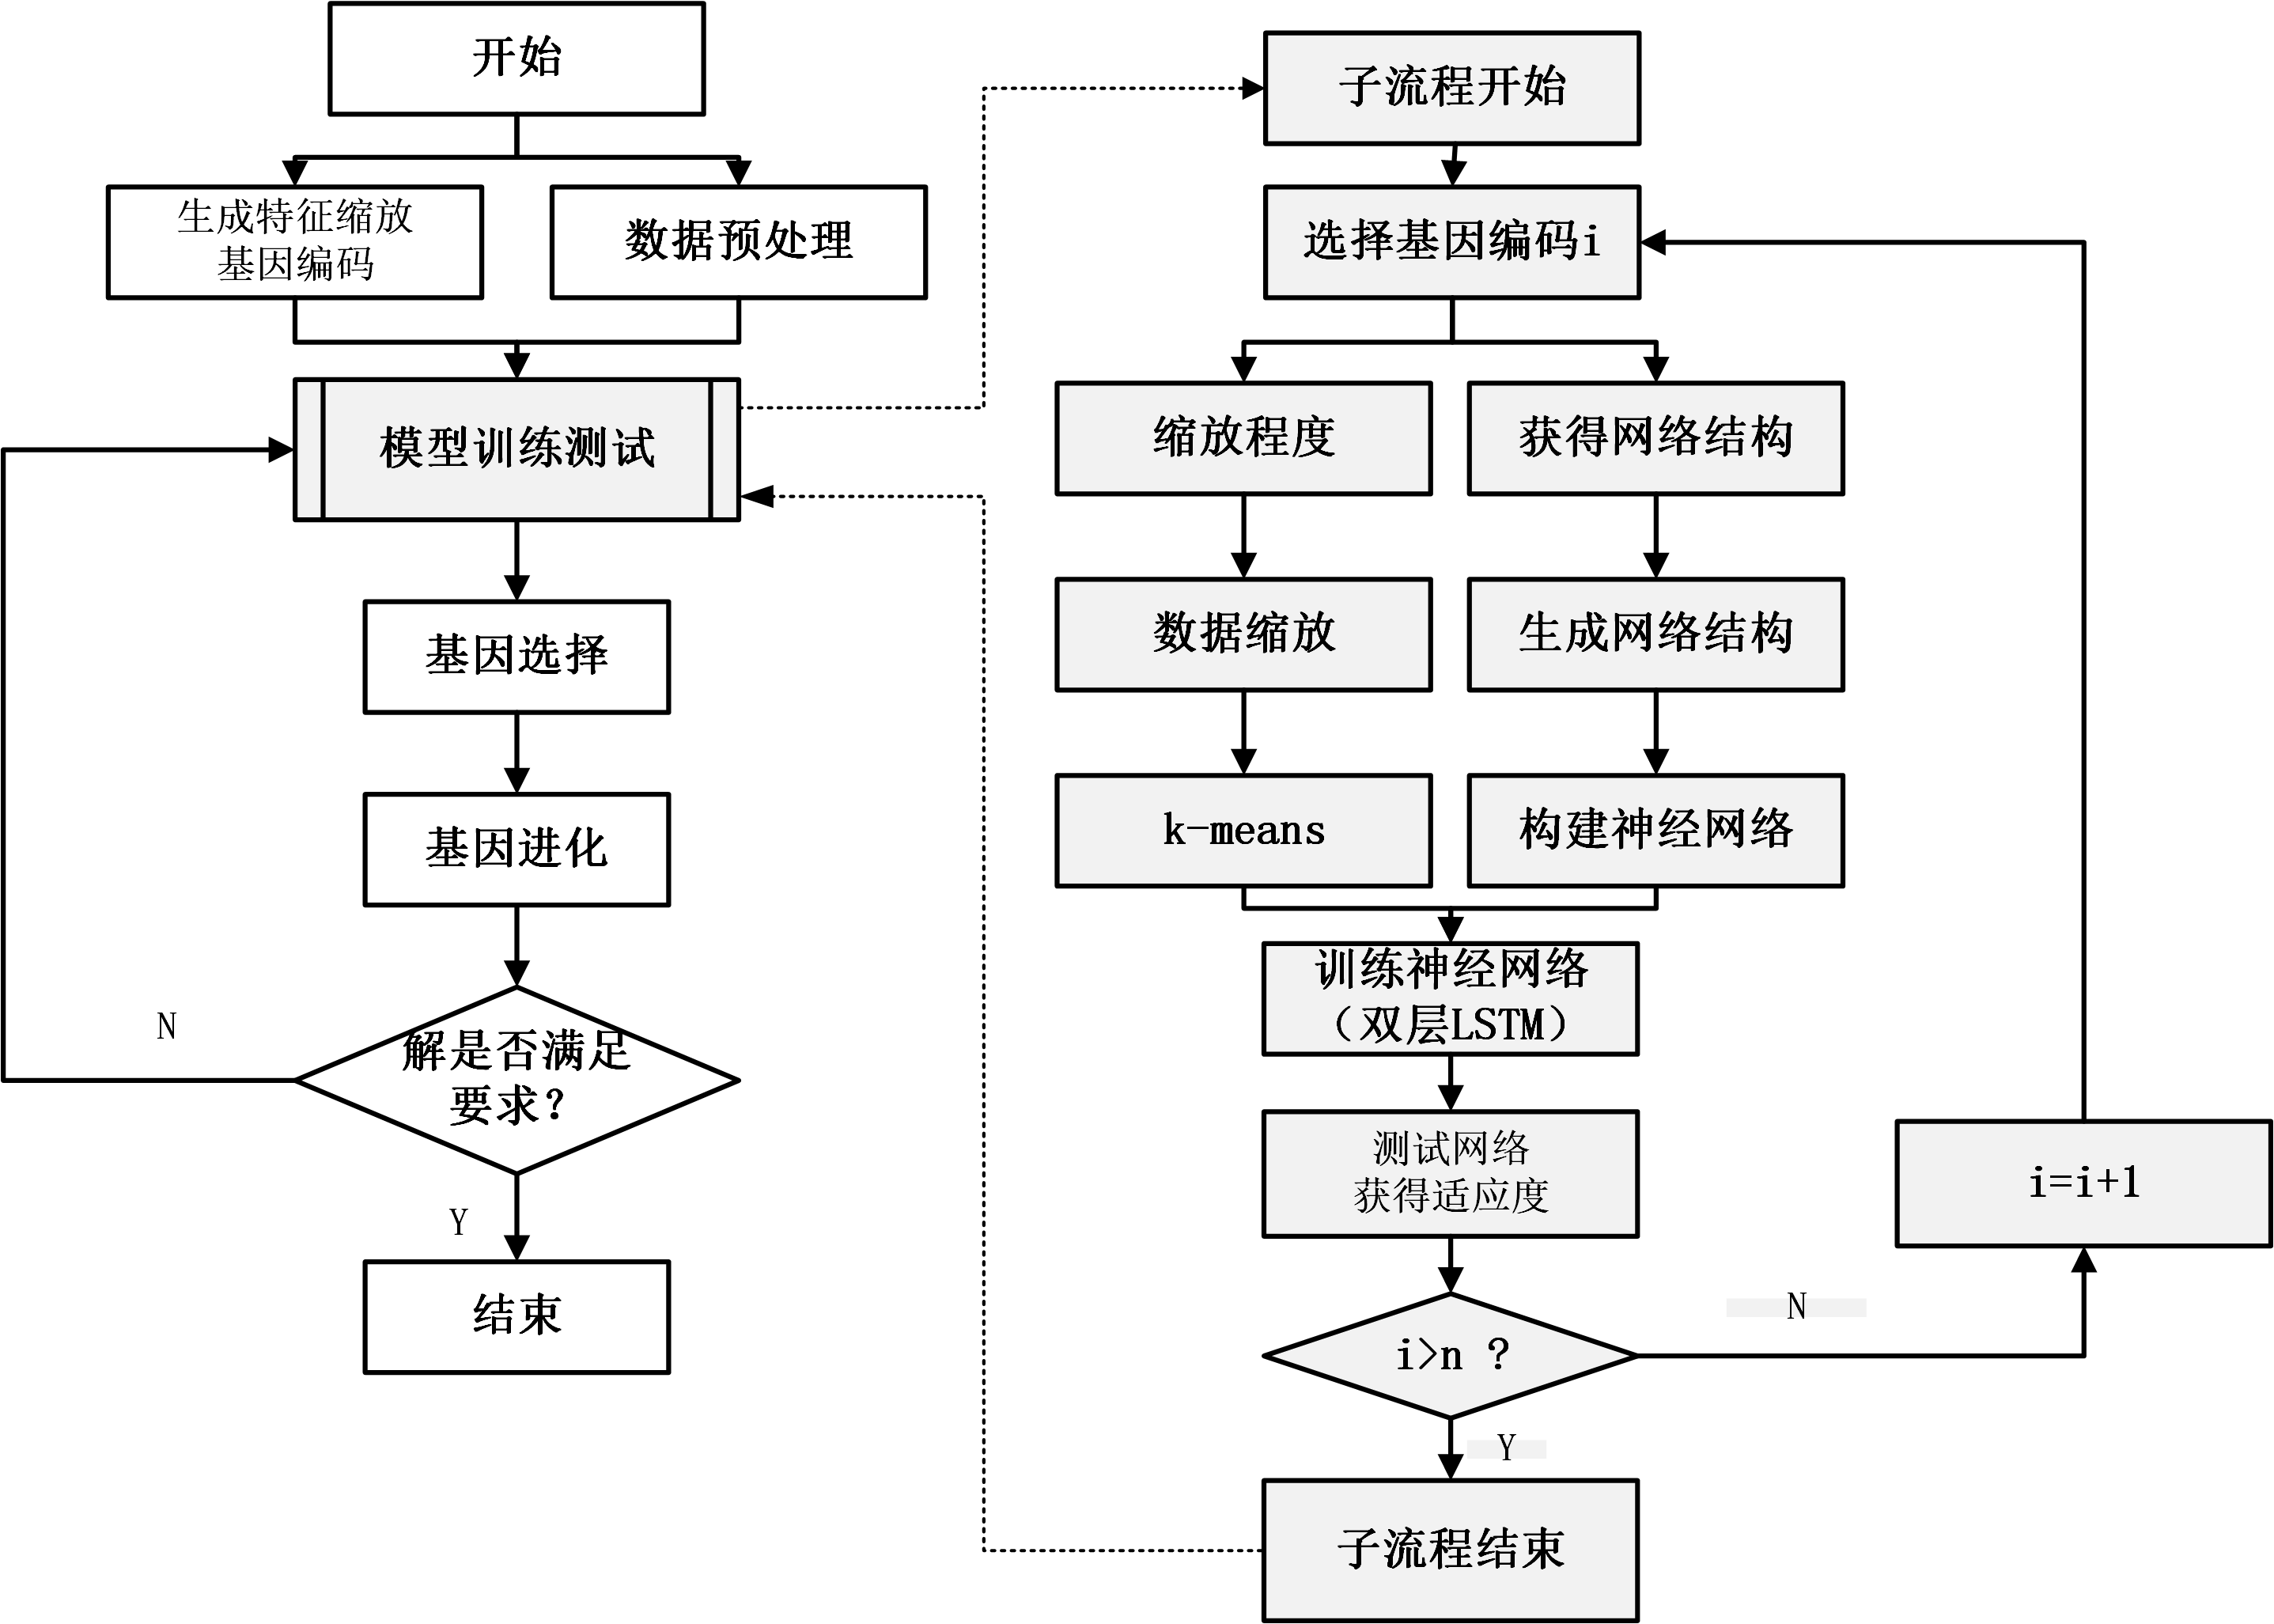 开始
生成特征缩放
基因编码
数据预处理
模型训练测试
基因选择
基因进化
解是否满足
要求？
N
Y
结束
子流程开始
选择基因编码i
缩放程度
获得网络结构
数据缩放
生成网络结构
k-means
构建神经网络
训练神经网络
（双层LSTM）
测试网络
获得适应度
i=i+1
i>n ？
N
Y
子流程结束